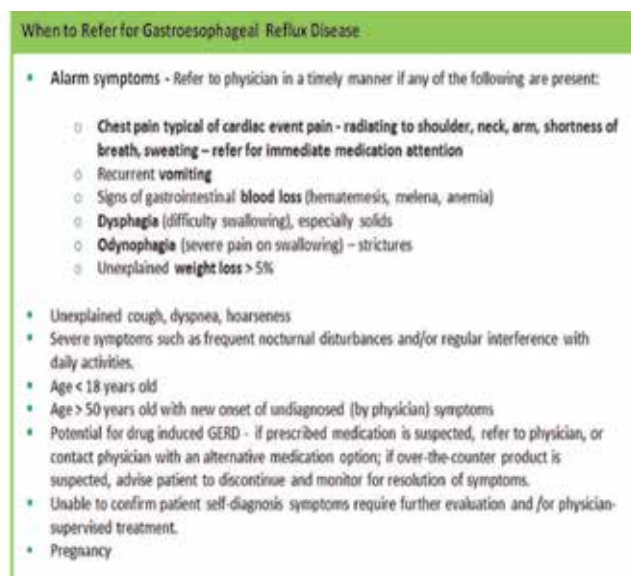 When to Refer for Gastroesophageal Reflux Disease
• Alarm symptoms - Refer to physician in a timely manner if any of the following are present:
o Chest pain typical of cardiac event pain - radiating to shoulder, neck, arm, shortness of
breath, sweating – refer for immediate medication attention
o Recurrent vomiting
o Signs of gastrointestinal blood loss (hematemesis, melena, anemia)
o Dysphagia (difficulty swallowing), especially solids
o Odynophagia (severe pain on swallowing) – strictures
o Unexplained weight loss > 5%
• Unexplained cough, dyspnea, hoarseness
• Severe symptoms such as frequent nocturnal disturbances and/or regular interference with
daily activities.
• Age < 18 years old
• Age > 50 years old with new onset of undiagnosed (by physician) symptoms
• Potential for drug induced GERD - if prescribed medication is suspected, refer to physician, or
contact physician with an alternative medication option; if over-the-counter product is
suspected, advise patient to discontinue and monitor for resolution of symptoms.
• Unable to confirm patient self-diagnosis symptoms require further evaluation and /or physician-
supervised treatment.
• Pregnancy